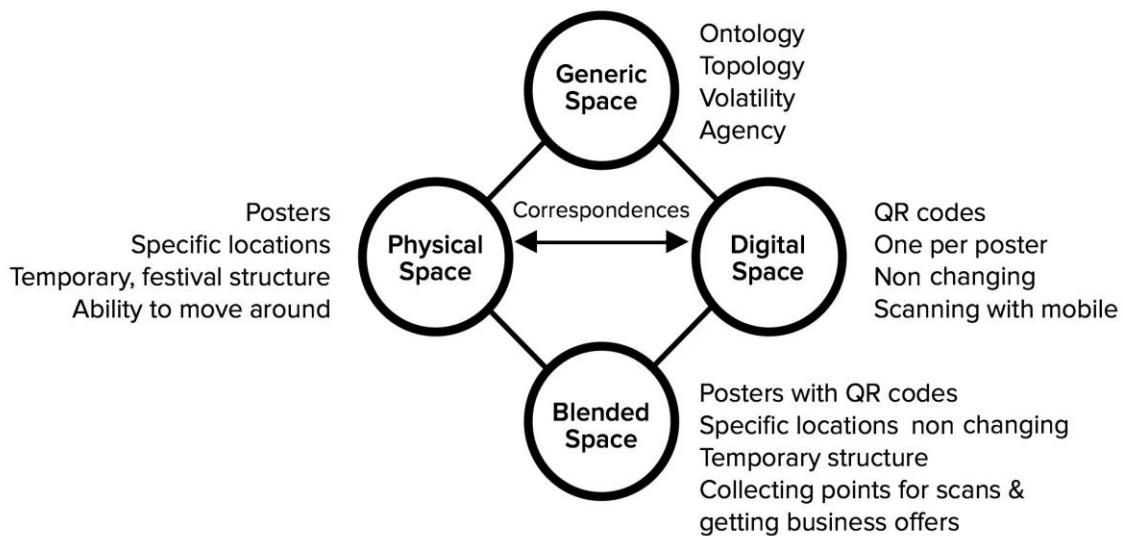 Generic
Space
Ontology
Topology
Volatility
Agency
Posters
Specific locations
Temporary, festival structure
Ability to move around
Physical
Space
Correspondences
Digital
Space
QR codes
One per poster
Non changing
Scanning with mobile
Blended
Space
Posters with QR codes
Specific locations non changing
Temporary structure
Collecting points for scans &
getting business offers